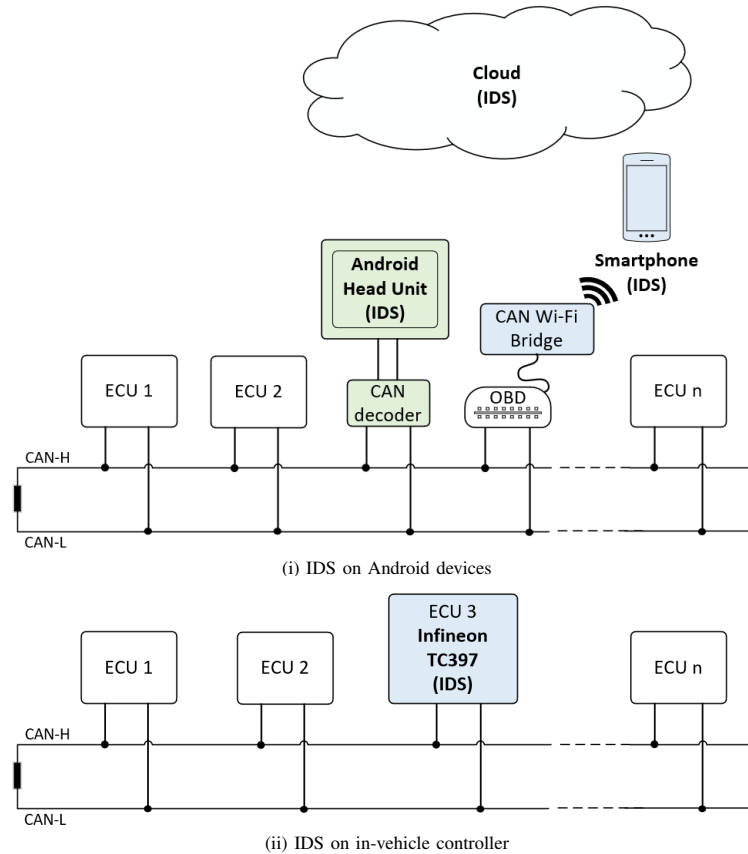 Cloud
(IDS)
Smartphone
(IDS)
Android
Head Unit
(IDS)
CAN Wi-Fi
Bridge
ECU 1
ECU 2
CAN
decoder
OBD
ECU n
CAN-H
CAN-L
(i) IDS on Android devices
ECU 1
ECU 2
ECU 3
Infineon
TC397
(IDS)
ECU n
CAN-H
CAN-L
(ii) IDS on in-vehicle controller